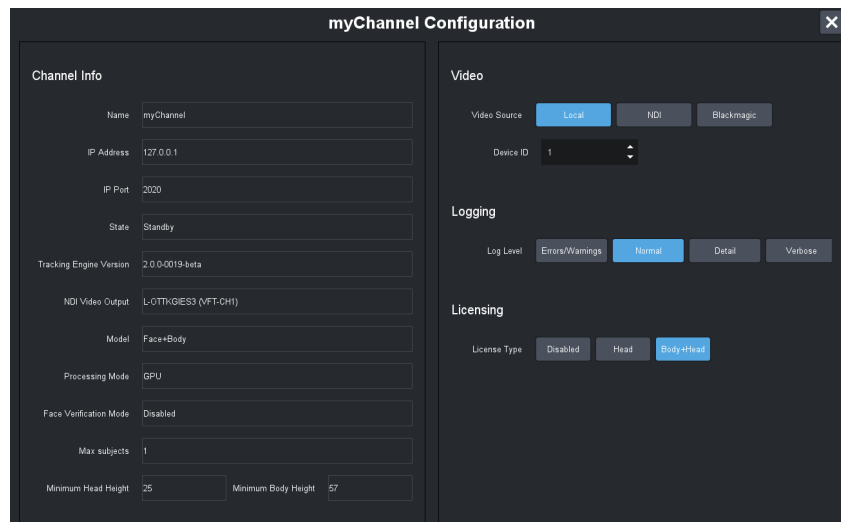 myChannel Configuration
Channel Info
Name myChannel
IP Address 127.0.0.1
IP Port 2020
State Standby
Tracking Engine Version 2.0.0-0019-beta
NDI Video Output L-OTTKGIES3 (VFT-CH1)
Model Face+Body
Processing Mode GPU
Face Verification Mode Disabled
Max subjects 1
Minimum Head Height 25 Minimum Body Height 57
Video
Video Source Local NDI Blackmagic
Device ID 1
Logging
Log Level Errors/Warnings Normal Detail Verbose
Licensing
License Type Disabled Head Body+Head